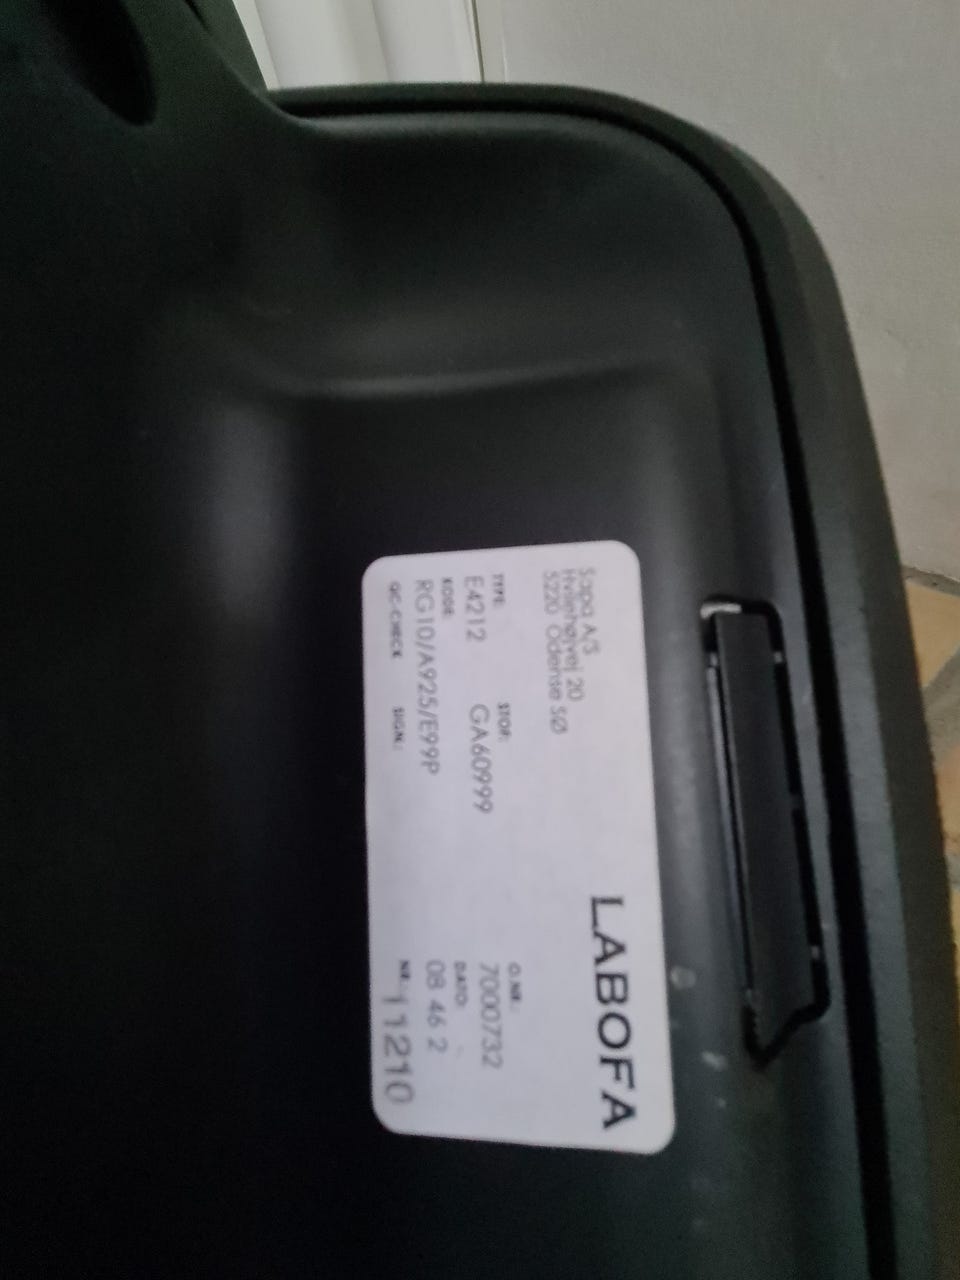 LABOFA
Sapa A/S
Hvilehøjvej 20
5220 Odense SØ
TYPE: STOF: O.NR.:
E4212 GA60999 7000732
KODE: DATO:
RG10/A925/E99P 08 46 2
QC-CHECK SIGN.: NR.: 11210